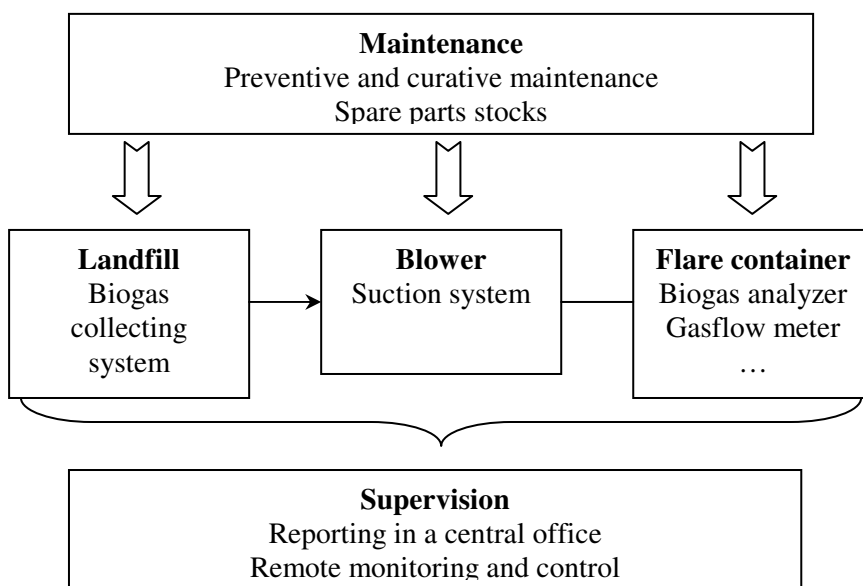 Maintenance
Preventive and curative maintenance
Spare parts stocks
Landfill
Biogas
collecting
system
Blower
Suction system
Flare container
Biogas analyzer
Gasflow meter
…
Supervision
Reporting in a central office
Remote monitoring and control